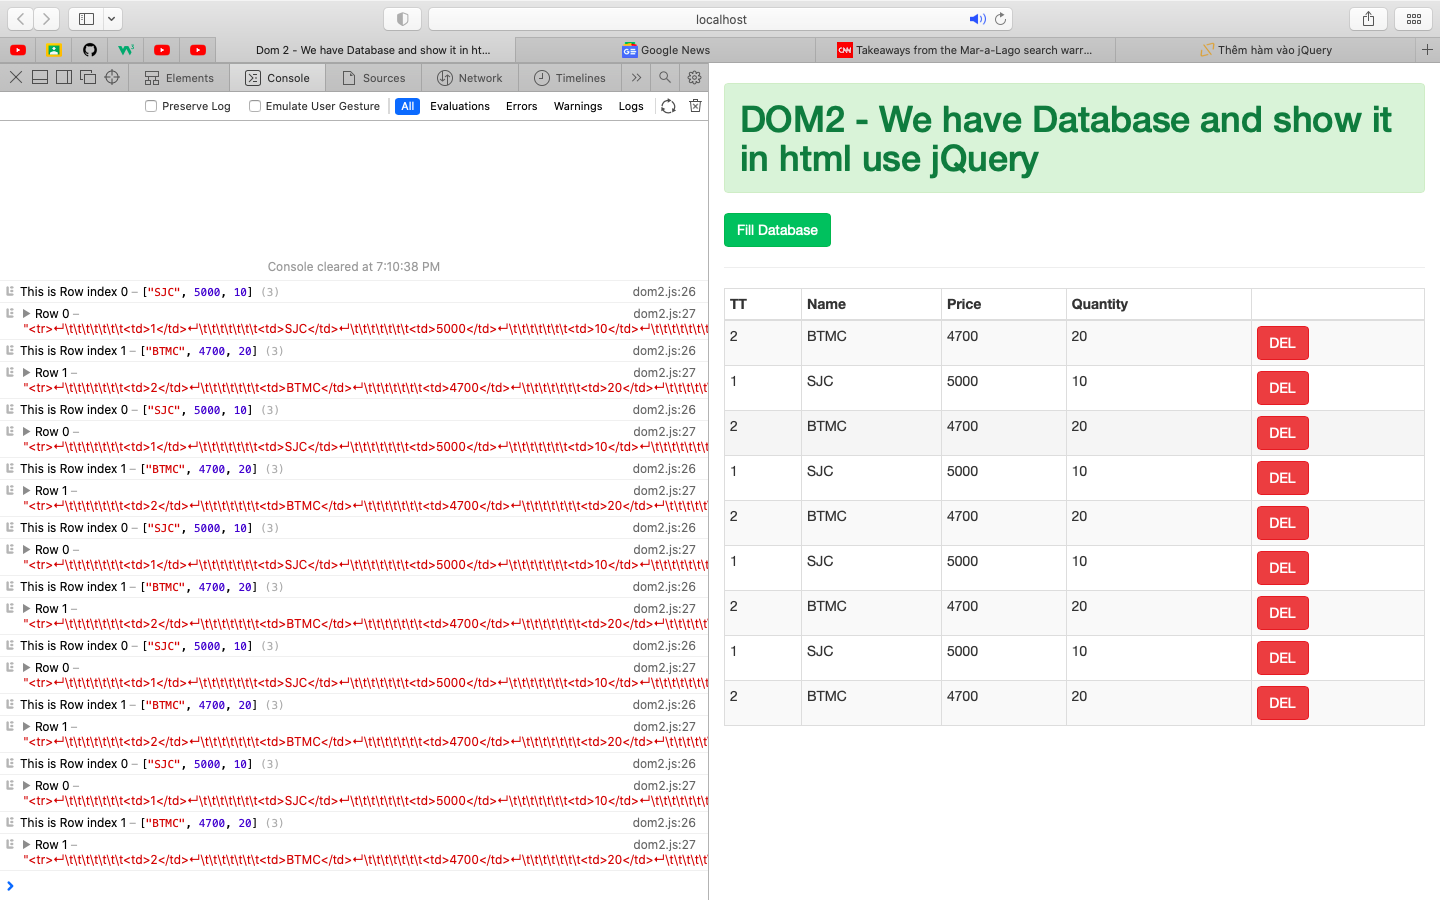 localhost
Dom 2 - We have Database and show it in ht...
Google News
CNN Takeaways from the Mar-a-Lago search warr...
Thêm hàm vào jQuery
Elements
Console
Sources
Network
Timelines
Preserve Log
Emulate User Gesture
All
Evaluations
Errors
Warnings
Logs
Console cleared at 7:10:38 PM
This is Row index 0 – ["SJC", 5000, 10] (3) dom2.js:26
Row 0 – dom2.js:27
"<tr>↵\t\t\t\t\t\t\t<td>1</td>↵\t\t\t\t\t\t<td>SJC</td>↵\t\t\t\t\t\t<td>5000</td>↵\t\t\t\t\t\t<td>10</td>↵\t\t\t\t\t\t
This is Row index 1 – ["BTMC", 4700, 20] (3) dom2.js:26
Row 1 – dom2.js:27
"<tr>↵\t\t\t\t\t\t\t<td>2</td>↵\t\t\t\t\t\t<td>BTMC</td>↵\t\t\t\t\t\t<td>4700</td>↵\t\t\t\t\t\t<td>20</td>↵\t\t\t\t\t
This is Row index 0 – ["SJC", 5000, 10] (3) dom2.js:26
Row 0 – dom2.js:27
"<tr>↵\t\t\t\t\t\t\t<td>1</td>↵\t\t\t\t\t\t<td>SJC</td>↵\t\t\t\t\t\t<td>5000</td>↵\t\t\t\t\t\t<td>10</td>↵\t\t\t\t\t\t
This is Row index 1 – ["BTMC", 4700, 20] (3) dom2.js:26
Row 1 – dom2.js:27
"<tr>↵\t\t\t\t\t\t\t<td>2</td>↵\t\t\t\t\t\t<td>BTMC</td>↵\t\t\t\t\t\t<td>4700</td>↵\t\t\t\t\t\t<td>20</td>↵\t\t\t\t\t
This is Row index 0 – ["SJC", 5000, 10] (3) dom2.js:26
Row 0 – dom2.js:27
"<tr>↵\t\t\t\t\t\t\t<td>1</td>↵\t\t\t\t\t\t<td>SJC</td>↵\t\t\t\t\t\t<td>5000</td>↵\t\t\t\t\t\t<td>10</td>↵\t\t\t\t\t\t
This is Row index 1 – ["BTMC", 4700, 20] (3) dom2.js:26
Row 1 – dom2.js:27
"<tr>↵\t\t\t\t\t\t\t<td>2</td>↵\t\t\t\t\t\t<td>BTMC</td>↵\t\t\t\t\t\t<td>4700</td>↵\t\t\t\t\t\t<td>20</td>↵\t\t\t\t\t
This is Row index 0 – ["SJC", 5000, 10] (3) dom2.js:26
Row 0 – dom2.js:27
"<tr>↵\t\t\t\t\t\t\t<td>1</td>↵\t\t\t\t\t\t<td>SJC</td>↵\t\t\t\t\t\t<td>5000</td>↵\t\t\t\t\t\t<td>10</td>↵\t\t\t\t\t\t
This is Row index 1 – ["BTMC", 4700, 20] (3) dom2.js:26
Row 1 – dom2.js:27
"<tr>↵\t\t\t\t\t\t\t<td>2</td>↵\t\t\t\t\t\t<td>BTMC</td>↵\t\t\t\t\t\t<td>4700</td>↵\t\t\t\t\t\t<td>20</td>↵\t\t\t\t\t
This is Row index 0 – ["SJC", 5000, 10] (3) dom2.js:26
Row 0 – dom2.js:27
"<tr>↵\t\t\t\t\t\t\t<td>1</td>↵\t\t\t\t\t\t<td>SJC</td>↵\t\t\t\t\t\t<td>5000</td>↵\t\t\t\t\t\t<td>10</td>↵\t\t\t\t\t\t
This is Row index 1 – ["BTMC", 4700, 20] (3) dom2.js:26
Row 1 – dom2.js:27
"<tr>↵\t\t\t\t\t\t\t<td>2</td>↵\t\t\t\t\t\t<td>BTMC</td>↵\t\t\t\t\t\t<td>4700</td>↵\t\t\t\t\t\t<td>20</td>↵\t\t\t\t\t
DOM2 - We have Database and show it
in html use jQuery
Fill Database
TT Name Price Quantity
2 BTMC 4700 20 DEL
1 SJC 5000 10 DEL
2 BTMC 4700 20 DEL
1 SJC 5000 10 DEL
2 BTMC 4700 20 DEL
1 SJC 5000 10 DEL
2 BTMC 4700 20 DEL
1 SJC 5000 10 DEL
2 BTMC 4700 20 DEL